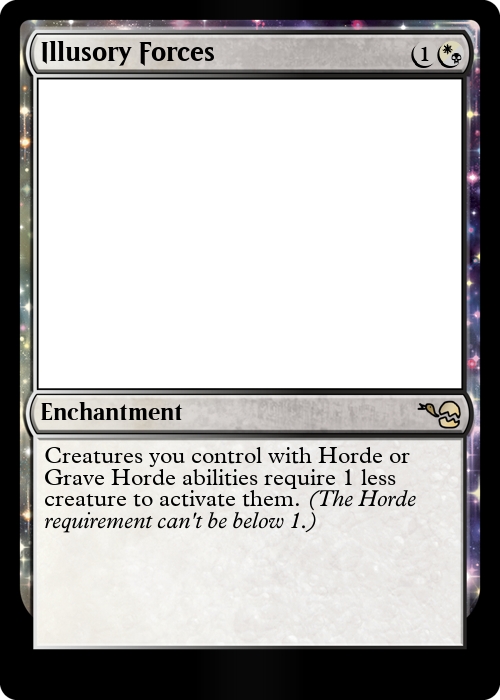 Illusory Forces 1
Enchantment
Creatures you control with Horde or
Grave Horde abilities require 1 less
creature to activate them. (The Horde
requirement can't be below 1.)